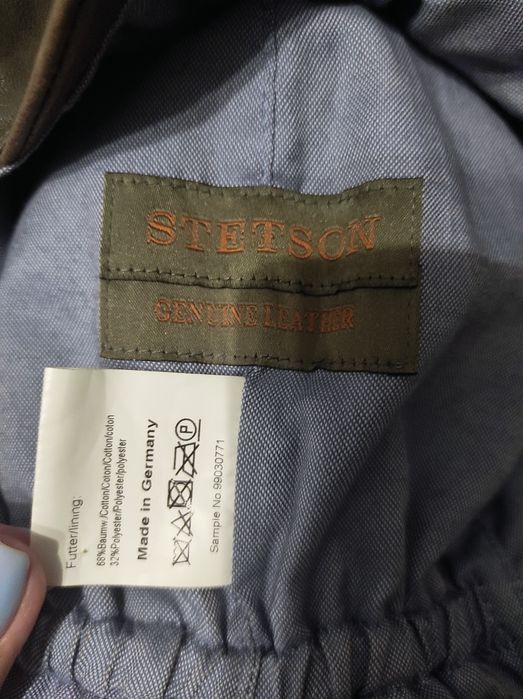 STETSON
GENUINE LEATHER
Futter/lining:
68%Baumw./Cotton/Coton/Cotton/coton
32%Polyester/Polyester/polyester
Made in Germany
P
Sample No.99030771